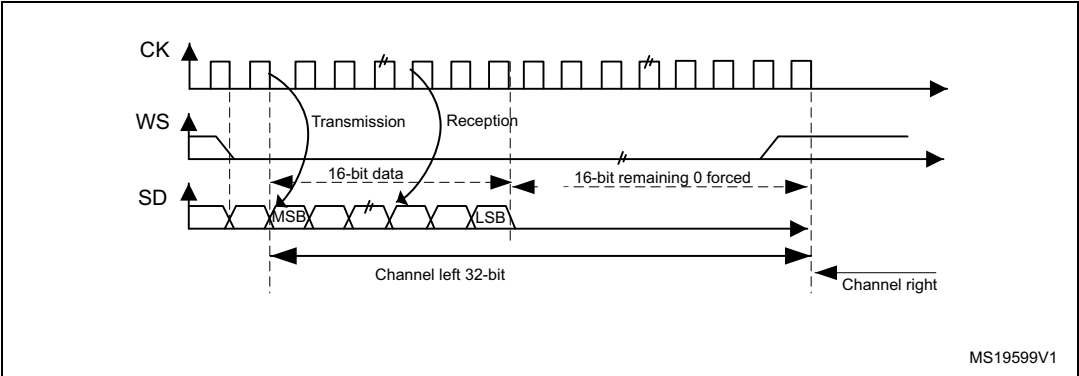 CK
Transmission
Reception
WS
16-bit data
16-bit remaining 0 forced
SD
MSB
LSB
Channel left 32-bit
Channel right
MS19599V1